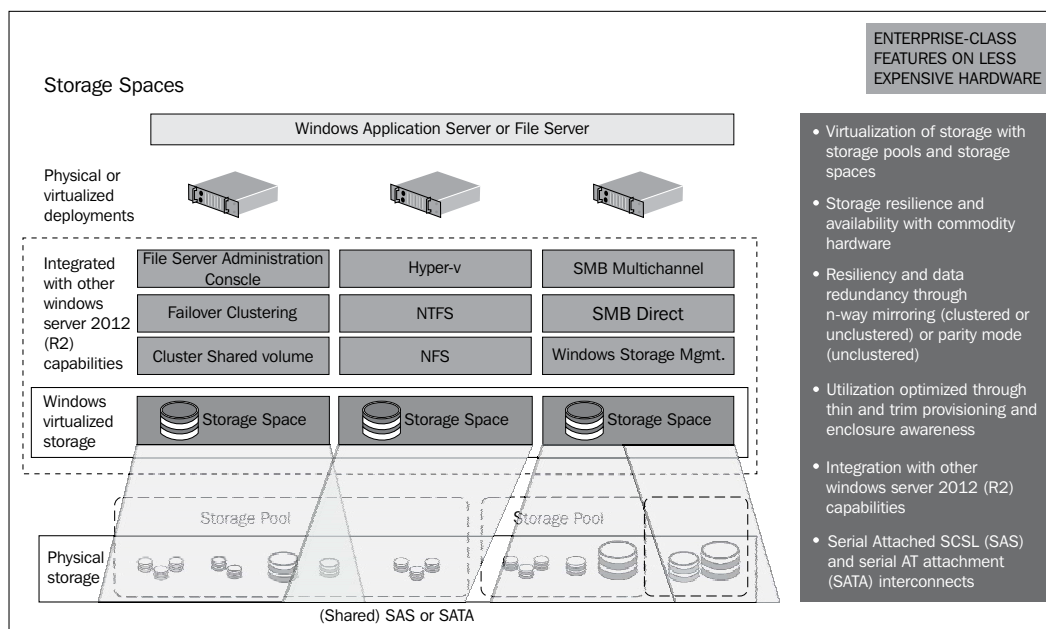 ENTERPRISE-CLASS
FEATURES ON LESS
EXPENSIVE HARDWARE
Storage Spaces
Windows Application Server or File Server
Physical or
virtualized
deployments
Integrated
with other
windows
server 2012
(R2)
capabilities
File Server Administration
Conscle
Hyper-v
SMB Multichannel
Failover Clustering
NTFS
SMB Direct
Cluster Shared volume
NFS
Windows Storage Mgmt.
Windows
virtualized
storage
Storage Space
Storage Space
Storage Space
Storage Pool
Storage Pool
Physical
storage
(Shared) SAS or SATA
• Virtualization of storage with
storage pools and storage
spaces
• Storage resilience and
availability with commodity
hardware
• Resiliency and data
redundancy through
n-way mirroring (clustered or
unclustered) or parity mode
(unclustered)
• Utilization optimized through
thin and trim provisioning and
enclosure awareness
• Integration with other
windows server 2012 (R2)
capabilities
• Serial Attached SCSL (SAS)
and serial AT attachment
(SATA) interconnects